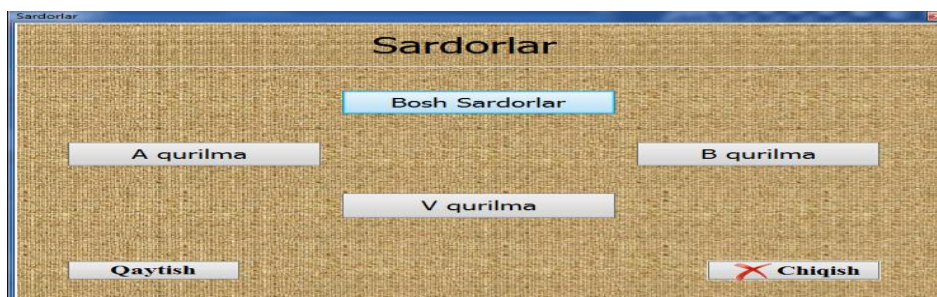 Sardorlar
Sardorlar
Bosh Sardorlar
A qurilma
B qurilma
V qurilma
Qaytish
Chiqish